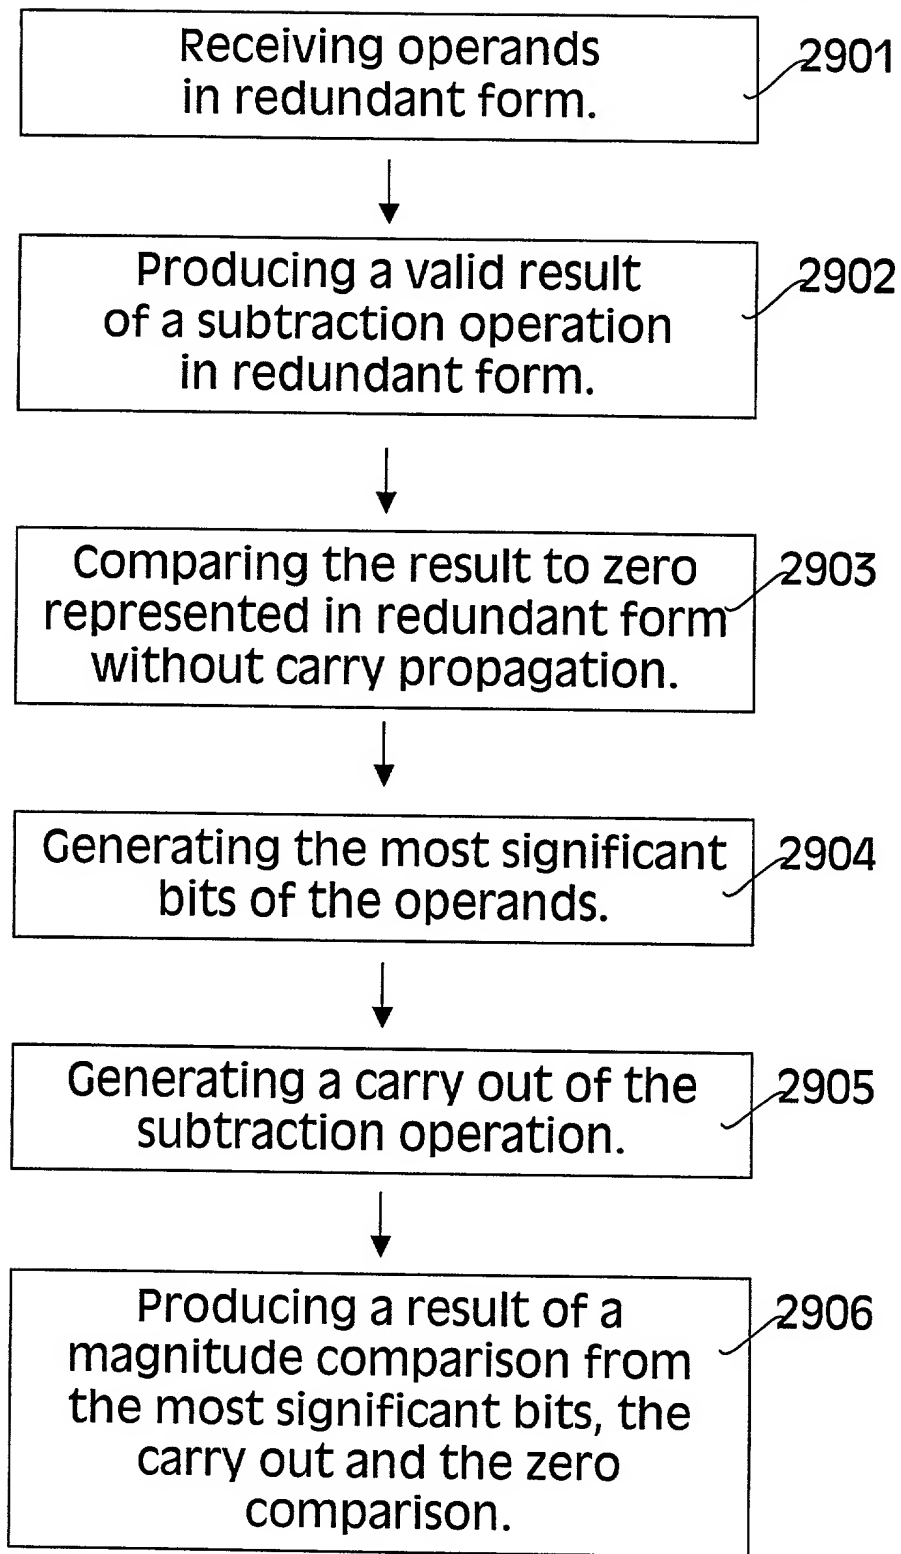 Receiving operands
in redundant form.
2901
Producing a valid result
of a subtraction operation
in redundant form.
2902
Comparing the result to zero
represented in redundant form
without carry propagation.
2903
Generating the most significant
bits of the operands.
2904
Generating a carry out of the
subtraction operation.
2905
Producing a result of a
magnitude comparison from
the most significant bits, the
carry out and the zero
comparison.
2906